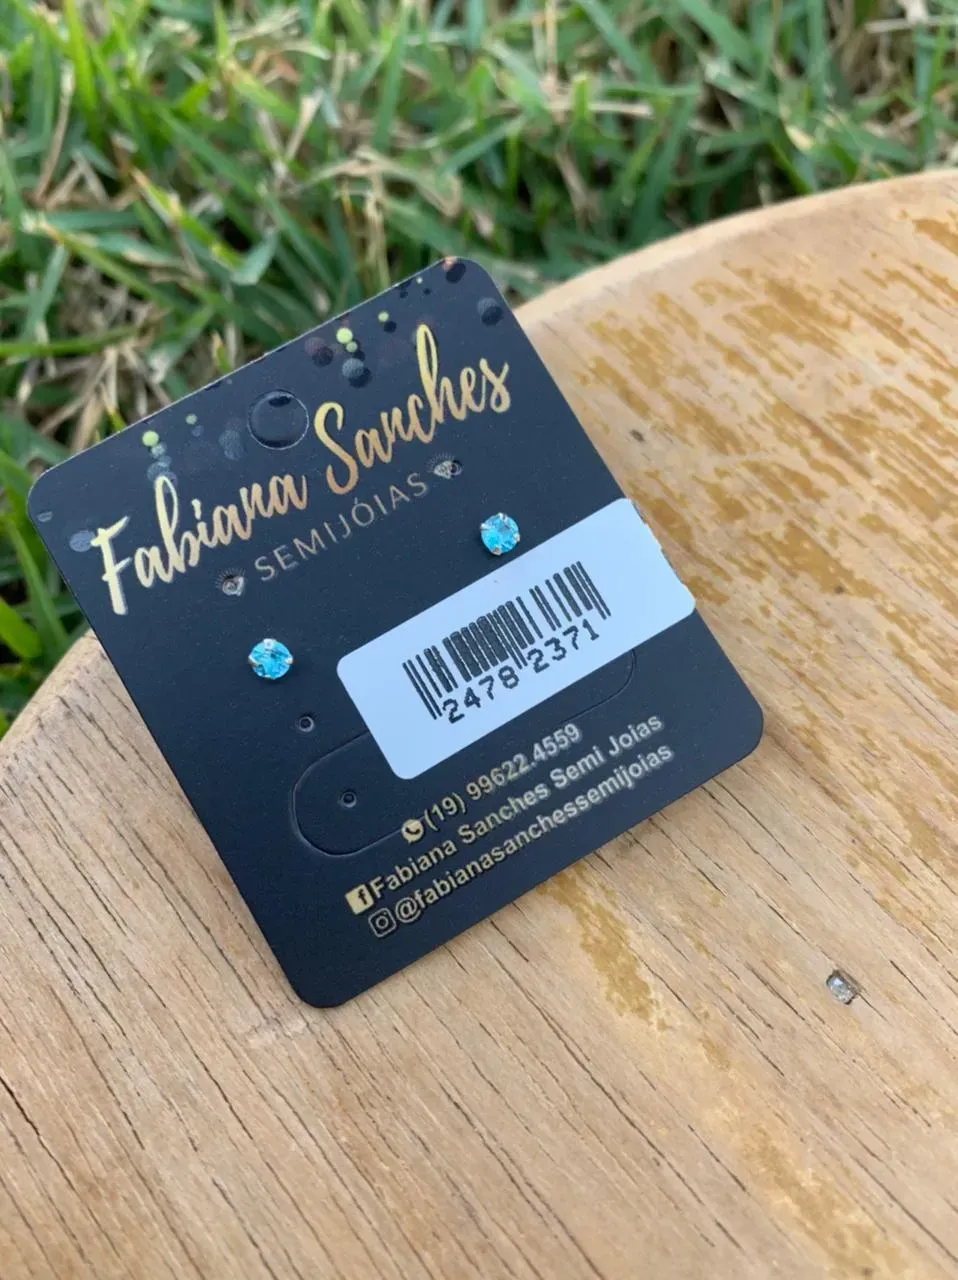 Fabiana Sanches
SEMIJÓIAS
2478 2371
(19) 99622.4559
Fabiana Sanches Semi Joias
@fabianasanchessemijoias